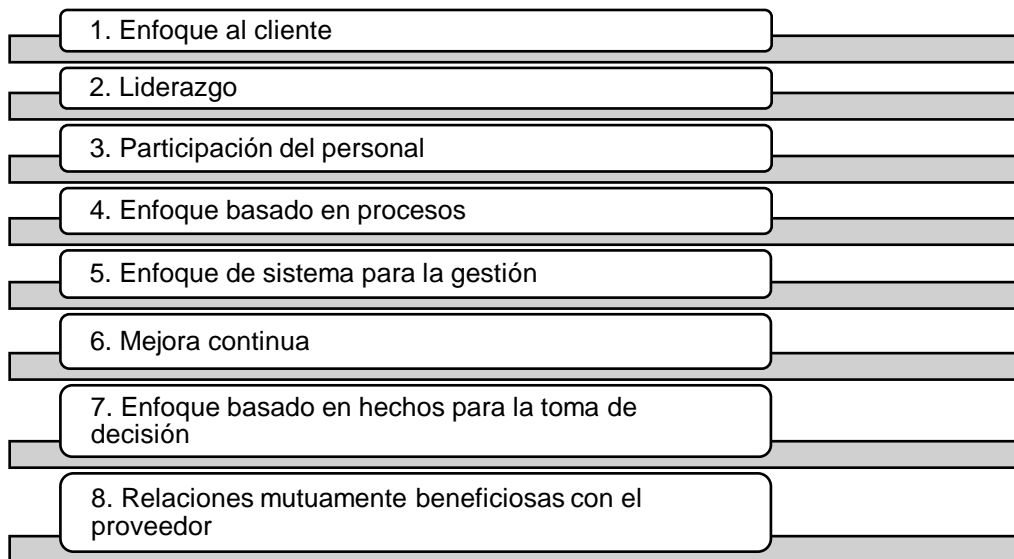 1. Enfoque al cliente
2. Liderazgo
3. Participación del personal
4. Enfoque basado en procesos
5. Enfoque de sistema para la gestión
6. Mejora continua
7. Enfoque basado en hechos para la toma de
decisión
8. Relaciones mutuamente beneficiosas con el
proveedor